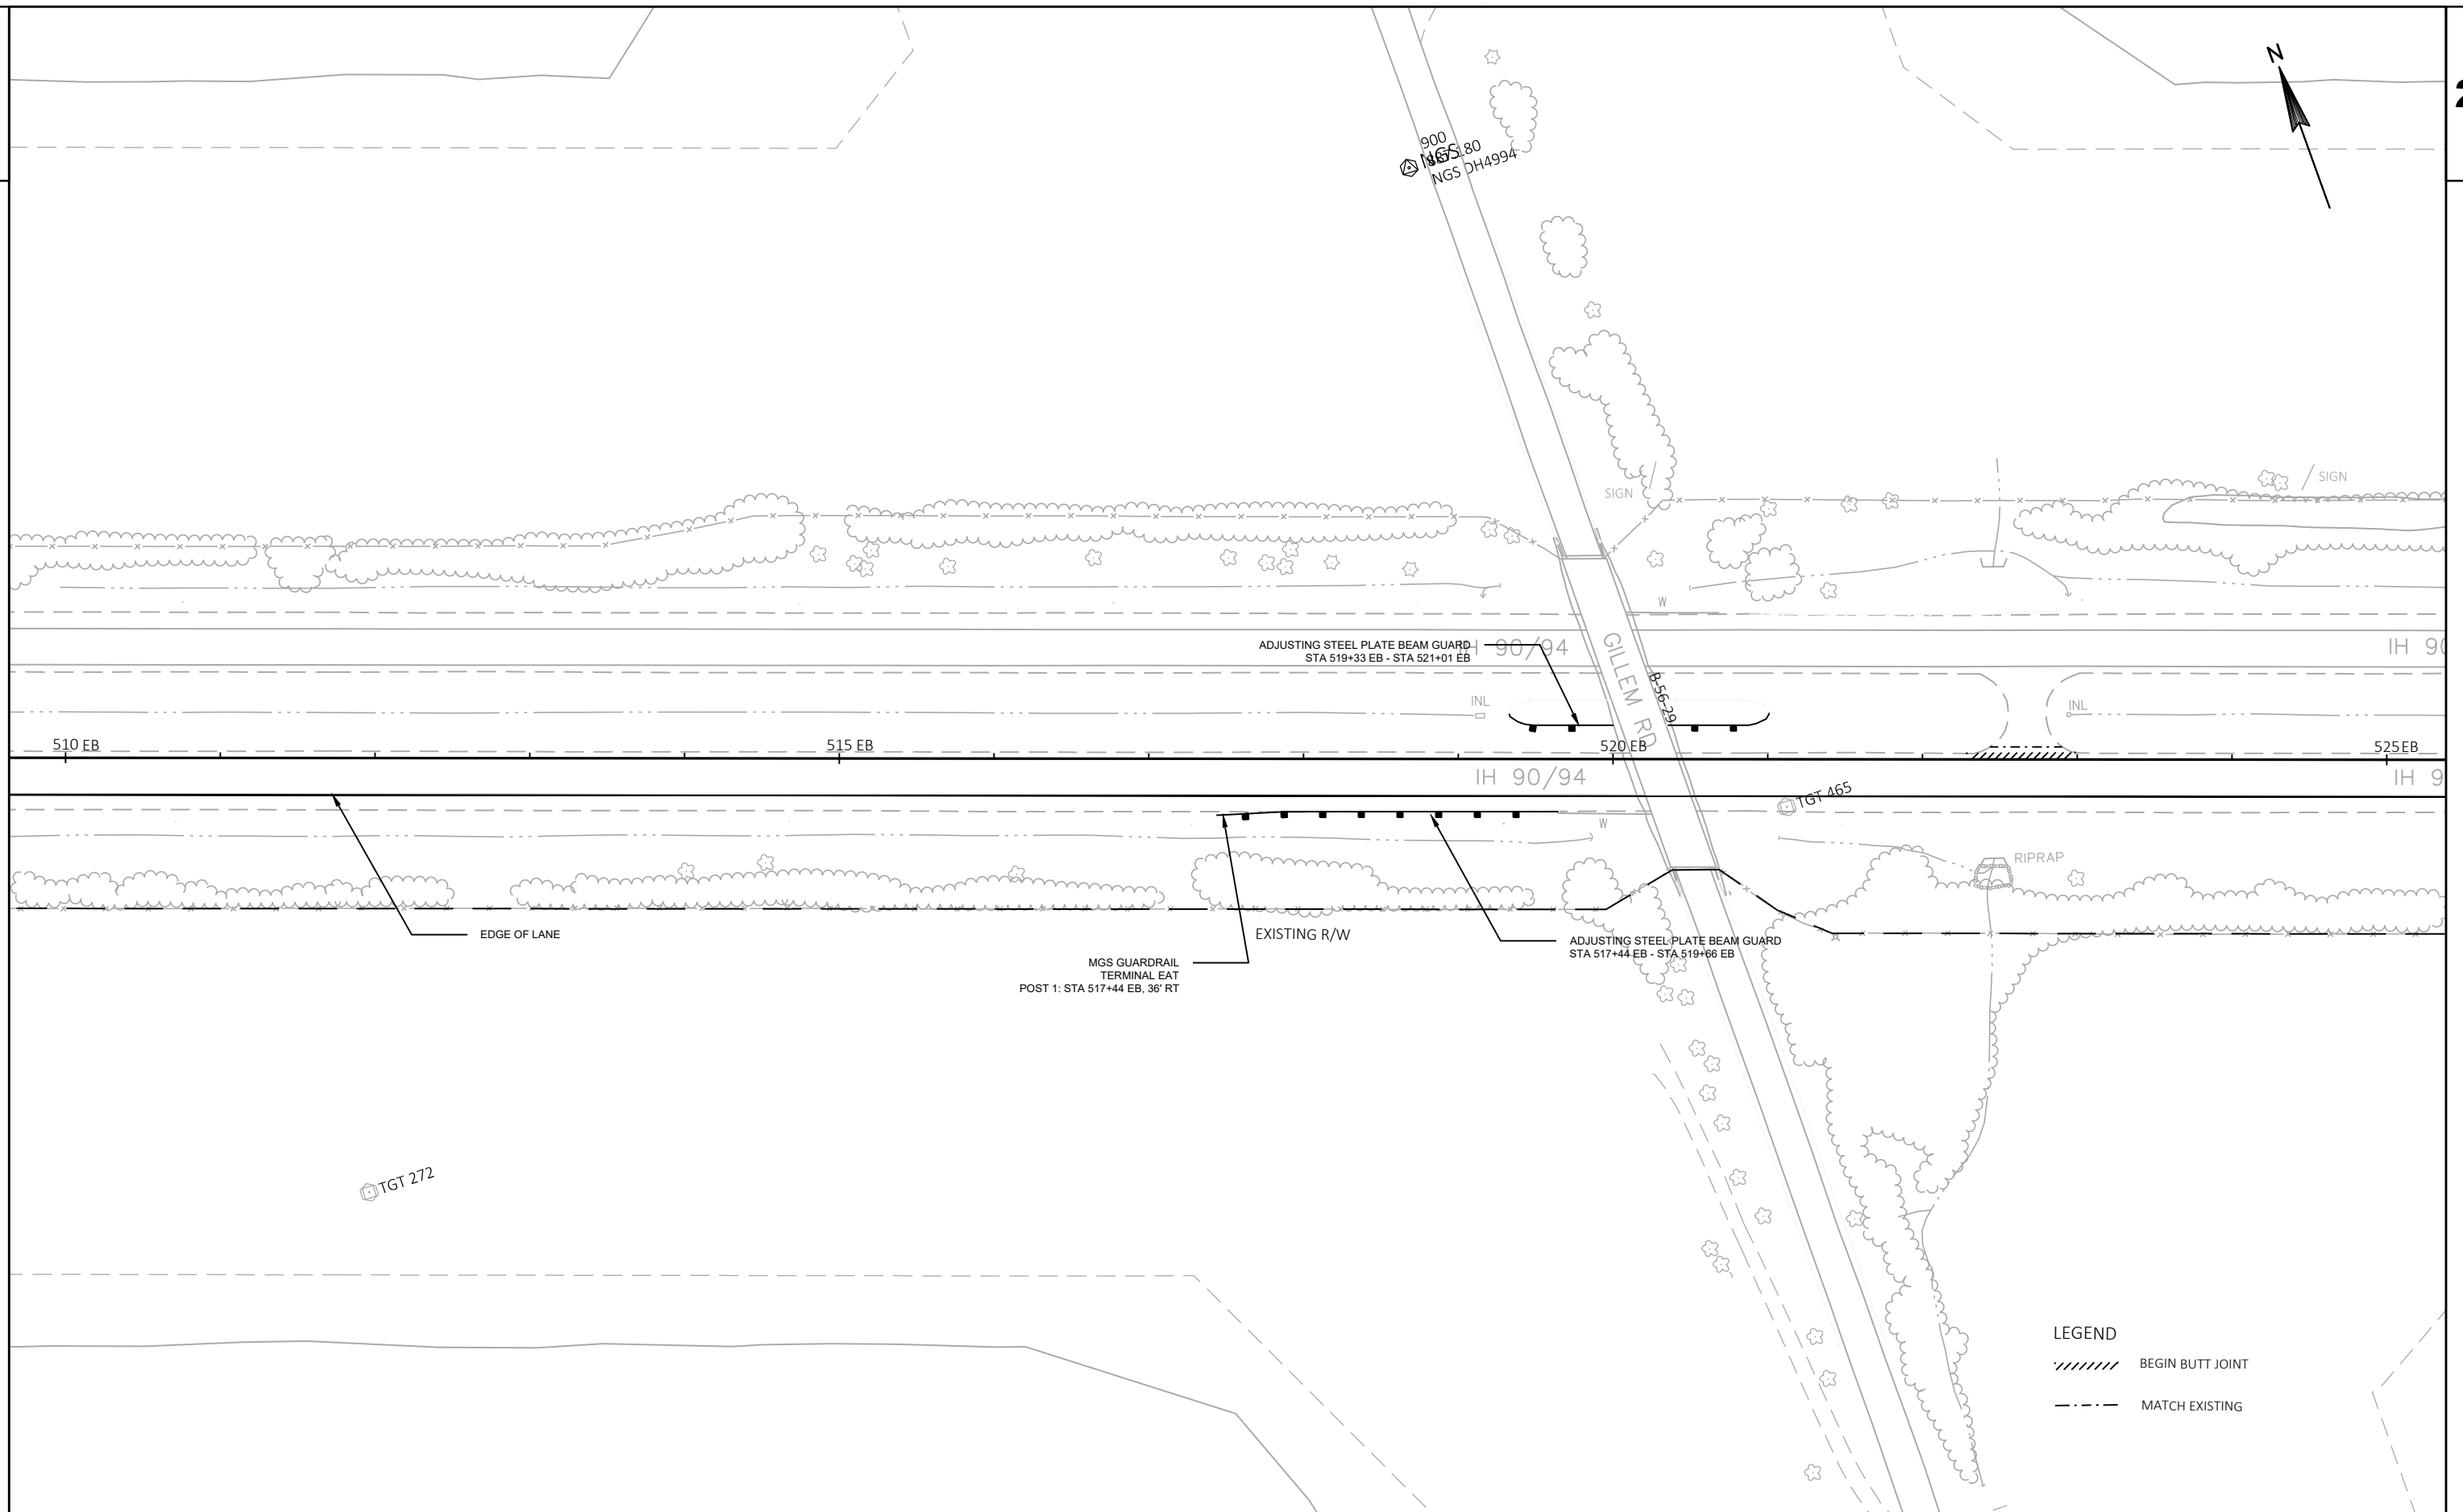 N
900
NGS
NGS DH4994
SIGN
SIGN
W
ADJUSTING STEEL PLATE BEAM GUARD
STA 519+33 EB - STA 521+01 EB
IH 90/94
GILLEM RD
B-56-29
INL
INL
510 EB
515 EB
520 EB
525 EB
IH 90/94
TGT 465
W
RIPRAP
EDGE OF LANE
EXISTING R/W
ADJUSTING STEEL PLATE BEAM GUARD
STA 517+44 EB - STA 519+66 EB
MGS GUARDRAIL
TERMINAL EAT
POST 1: STA 517+44 EB, 36' RT
TGT 272
LEGEND
BEGIN BUTT JOINT
MATCH EXISTING